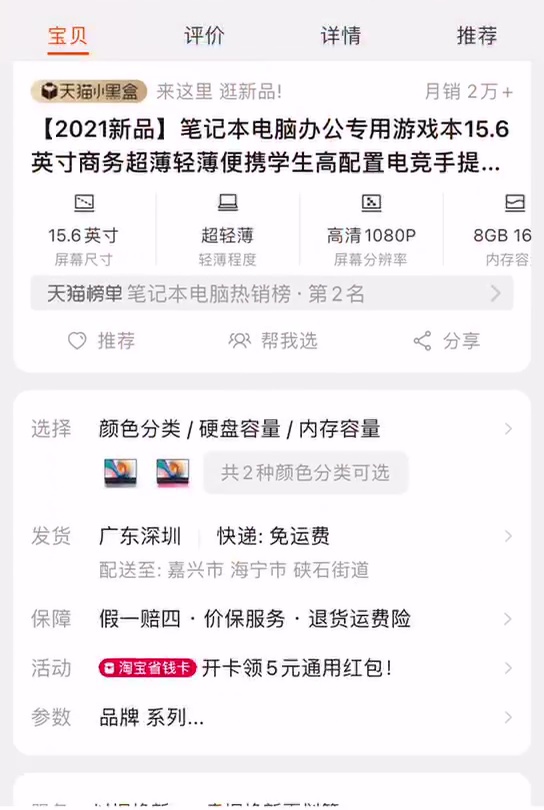 宝贝 评价 详情 推荐
天猫小黑盒 来这里 逛新品! 月销 2万+
【2021新品】笔记本电脑办公专用游戏本15.6
英寸商务超薄轻薄便携学生高配置电竞手提...
15.6英寸 超轻薄 高清1080P 8GB 16
屏幕尺寸 轻薄程度 屏幕分辨率 内存容
天猫榜单 笔记本电脑热销榜 · 第2名
推荐 帮我选 分享
选择 颜色分类 / 硬盘容量 / 内存容量
共2种颜色分类可选
发货 广东深圳 快递: 免运费
配送至: 嘉兴市 海宁市 硖石街道
保障 假一赔四 · 价保服务 · 退货运费险
活动 淘宝省钱卡 开卡领5元通用红包!
参数 品牌 系列...